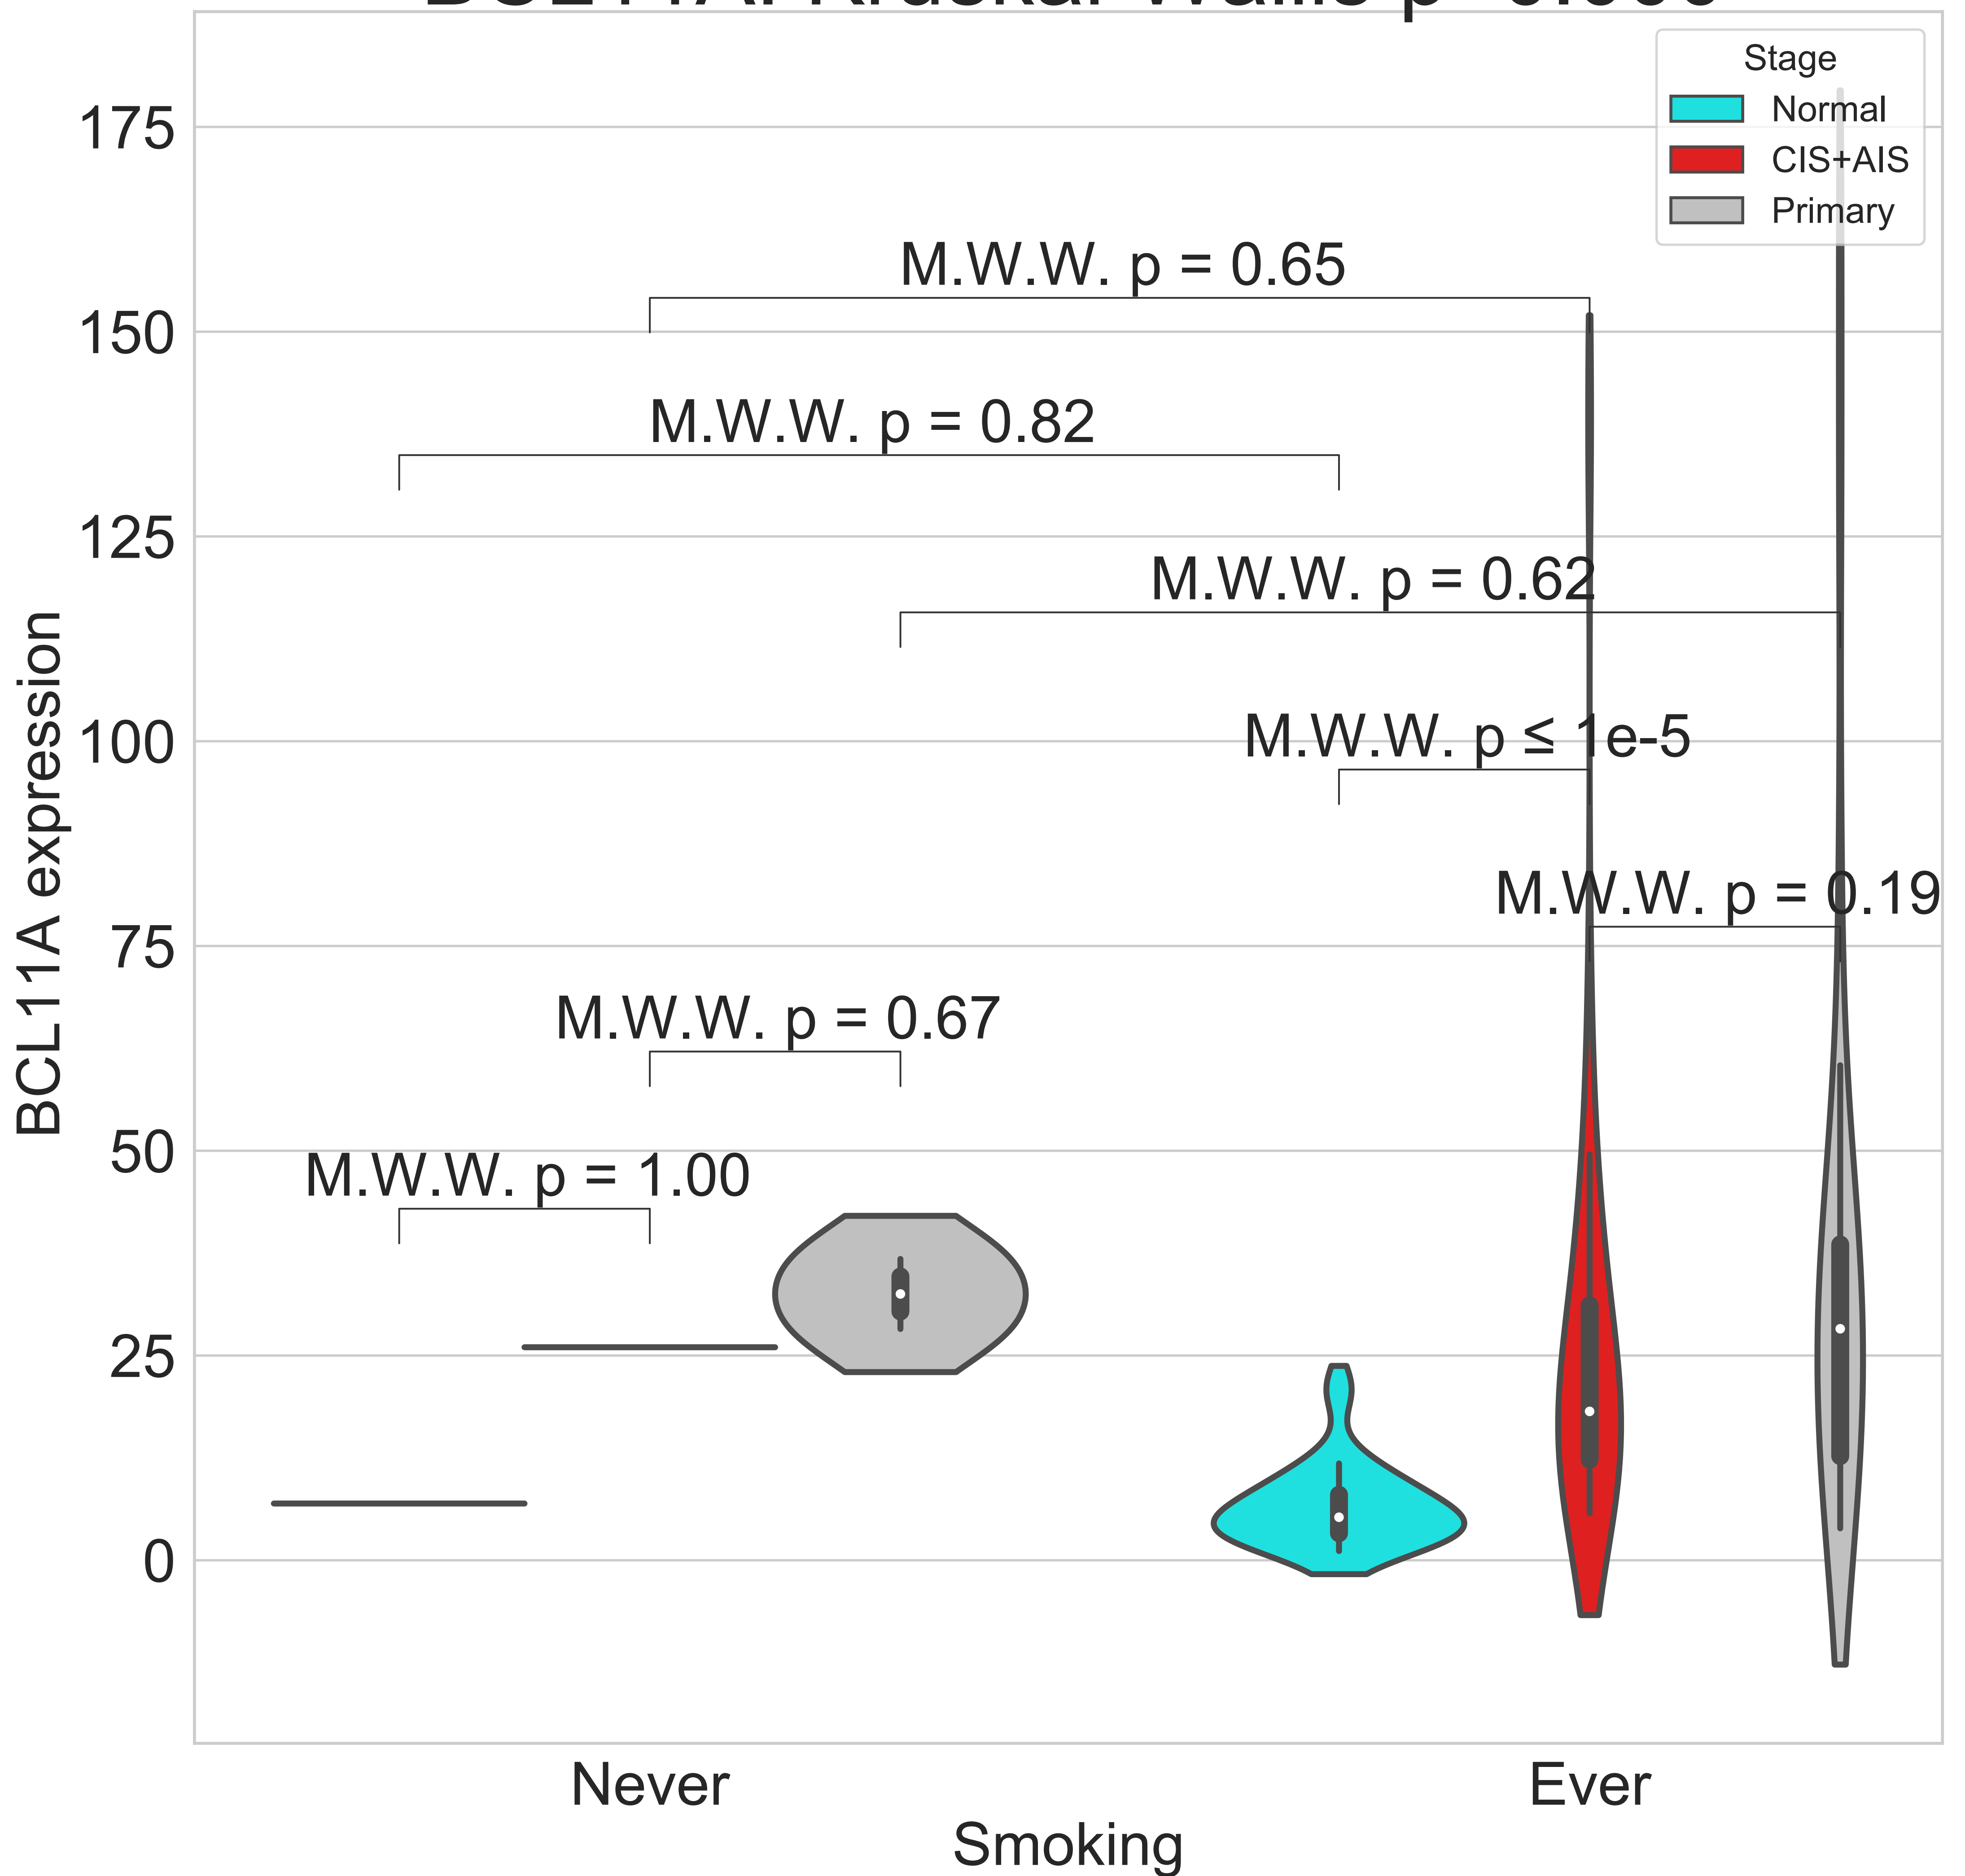 Stage
Normal
CIS+AIS
Primary
175
150
125
100
75
50
25
0
BCL11A expression
M.W.W. p = 0.65
M.W.W. p = 0.82
M.W.W. p = 0.62
M.W.W. p ≤ 1e-5
M.W.W. p = 0.19
M.W.W. p = 0.67
M.W.W. p = 1.00
Never
Ever
Smoking